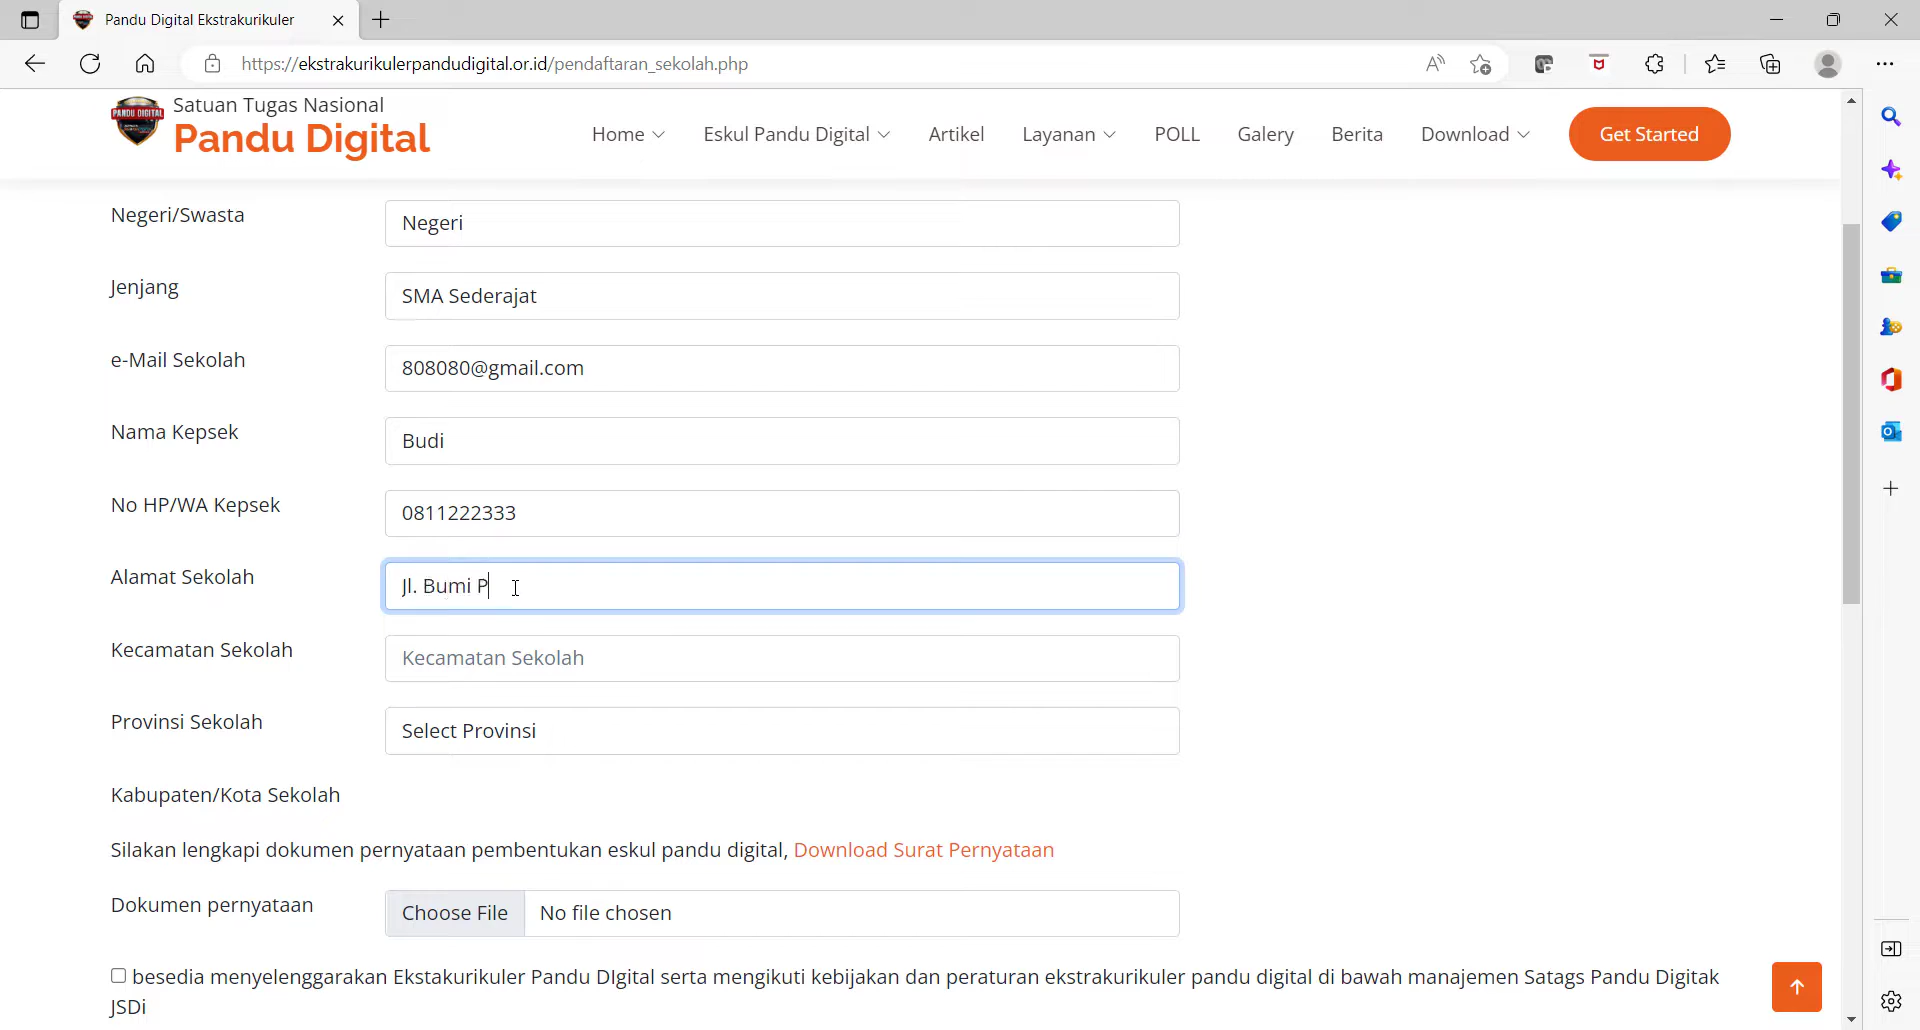 Pandu Digital Ekstrakurikuler
https://ekstrakurikulerpandudigital.or.id/pendaftaran_sekolah.php
PANDU DIGITAL
Satuan Tugas Nasional
Pandu Digital
Home
Eskul Pandu Digital
Artikel
Layanan
POLL
Galery
Berita
Download
Get Started
Negeri/Swasta
Negeri
Jenjang
SMA Sederajat
e-Mail Sekolah
808080@gmail.com
Nama Kepsek
Budi
No HP/WA Kepsek
0811222333
Alamat Sekolah
Jl. Bumi P
Kecamatan Sekolah
Kecamatan Sekolah
Provinsi Sekolah
Select Provinsi
Kabupaten/Kota Sekolah
Silakan lengkapi dokumen pernyataan pembentukan eskul pandu digital, Download Surat Pernyataan
Dokumen pernyataan
Choose File No file chosen
besedia menyelenggarakan Ekstakurikuler Pandu DIgital serta mengikuti kebijakan dan peraturan ekstrakurikuler pandu digital di bawah manajemen Satags Pandu Digitak
JSDi